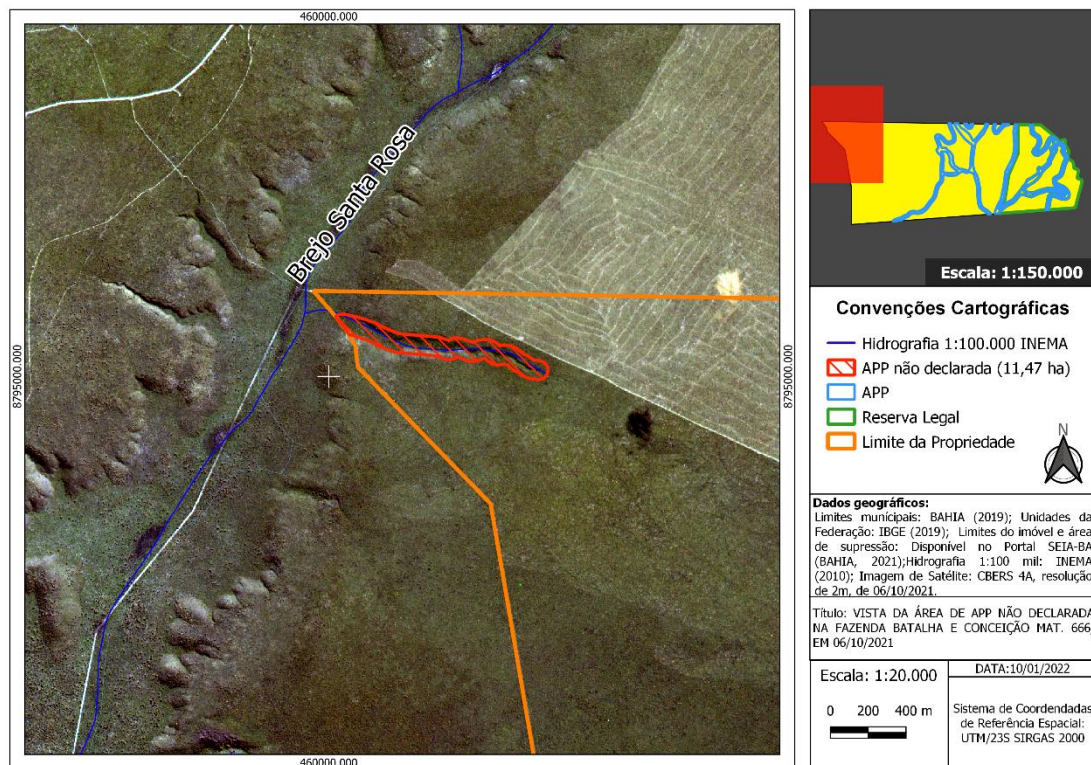 460000.000
8795000.000
Brejo Santa Rosa
8795000.000
460000.000
Escala: 1:150.000
Convenções Cartográficas
Hidrografia 1:100.000 INEMA
APP não declarada (11,47 ha)
APP
Reserva Legal
Limite da Propriedade
N
Dados geográficos:
Limites municipais: BAHIA (2019); Unidades da
Federação: IBGE (2019); Limites do imóvel e área
de supressão: Disponível no Portal SEIA-BA
(BAHIA, 2021);Hidrografia 1:100 mil: INEMA
(2010); Imagem de Satélite: CBERS 4A, resolução
de 2m, de 06/10/2021.
Título: VISTA DA ÁREA DE APP NÃO DECLARADA
NA FAZENDA BATALHA E CONCEIÇÃO MAT. 666,
EM 06/10/2021
Escala: 1:20.000
0 200 400 m
DATA:10/01/2022
Sistema de Coordendadas
de Referência Espacial:
UTM/23S SIRGAS 2000